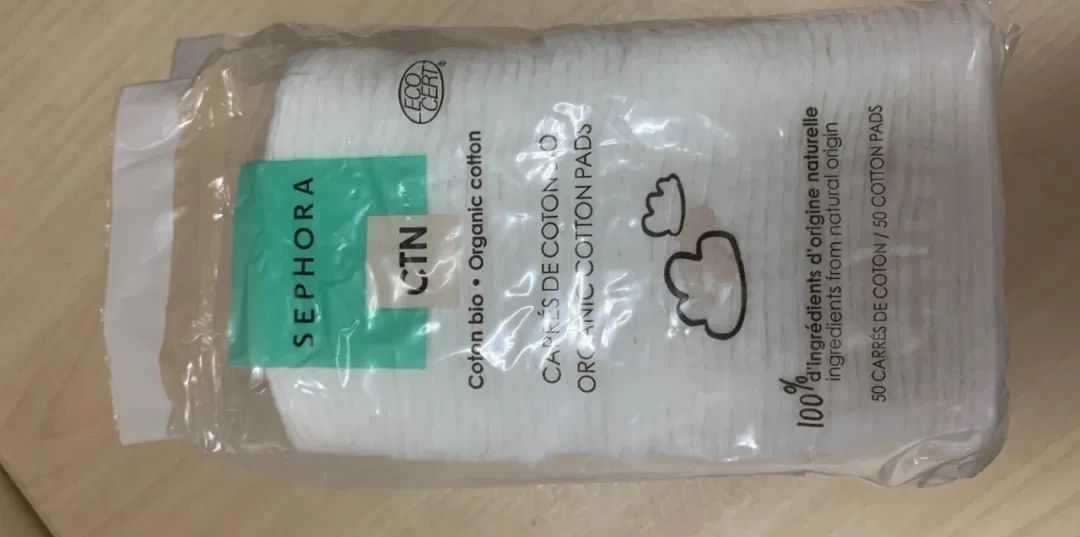 SEPHORA
CTN
ECO
CERT®
Coton bio • Organic cotton
CARRÉS DE COTON BIO
ORGANIC COTTON PADS
100%
d'ingrédients d'origine naturelle
ingredients from natural origin
50 CARRÉS DE COTON / 50 COTTON PADS